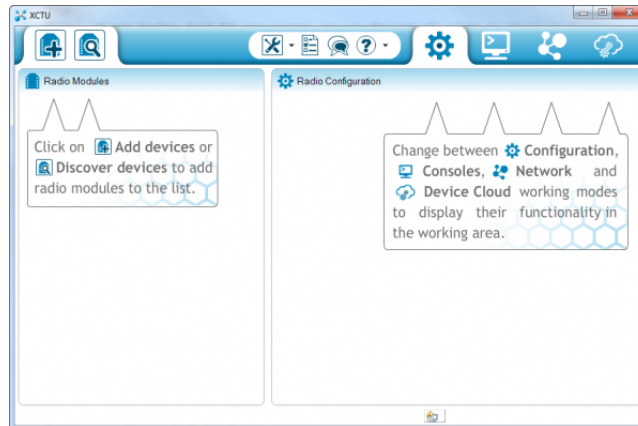 XCTU
Radio Modules
Click on Add devices or
Discover devices to add
radio modules to the list.
Radio Configuration
Change between Configuration,
Consoles, Network and
Device Cloud working modes
to display their functionality in
the working area.